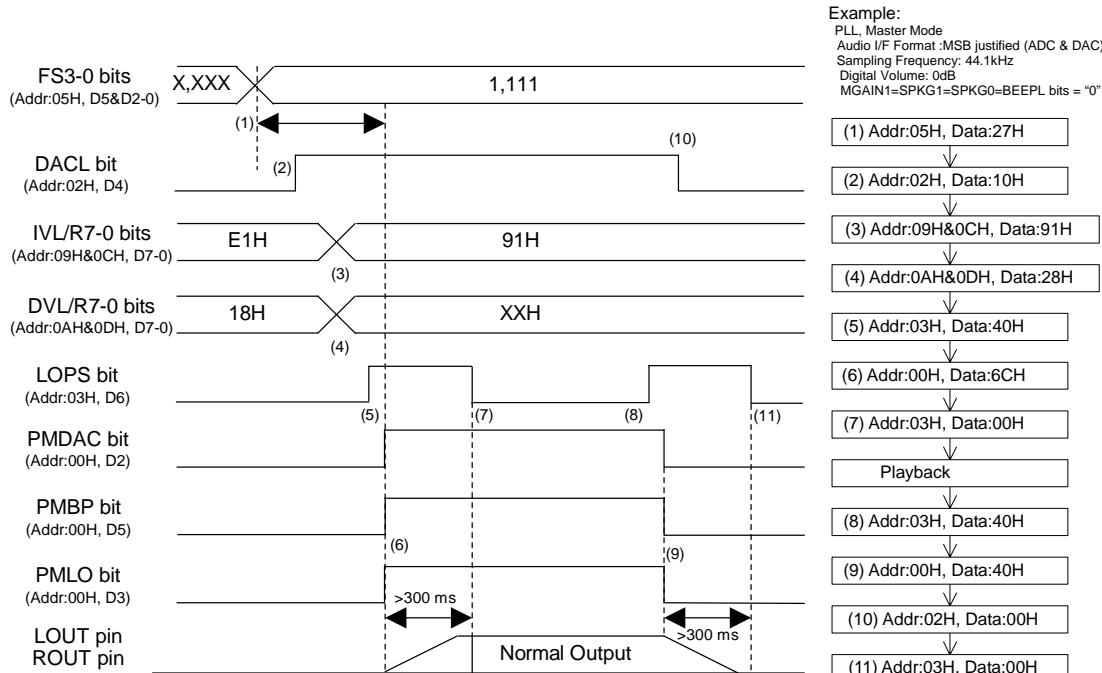 Example:
PLL, Master Mode
Audio I/F Format :MSB justified (ADC & DAC)
Sampling Frequency: 44.1kHz
Digital Volume: 0dB
MGAIN1=SPKG1=SPKG0=BEEPL bits = “0”
FS3-0 bits
(Addr:05H, D5&D2-0)
X,XXX
1,111
(1)
DACL bit
(Addr:02H, D4)
(2)
(10)
IVL/R7-0 bits
(Addr:09H&0CH, D7-0)
E1H
91H
(3)
DVL/R7-0 bits
(Addr:0AH&0DH, D7-0)
18H
XXH
(4)
LOPS bit
(Addr:03H, D6)
(5)
(7)
(8)
(11)
PMDAC bit
(Addr:00H, D2)
PMBP bit
(Addr:00H, D5)
(6)
(9)
PMLO bit
(Addr:00H, D3)
>300 ms
>300 ms
LOUT pin
ROUT pin
Normal Output
(1) Addr:05H, Data:27H
(2) Addr:02H, Data:10H
(3) Addr:09H&0CH, Data:91H
(4) Addr:0AH&0DH, Data:28H
(5) Addr:03H, Data:40H
(6) Addr:00H, Data:6CH
(7) Addr:03H, Data:00H
Playback
(8) Addr:03H, Data:40H
(9) Addr:00H, Data:40H
(10) Addr:02H, Data:00H
(11) Addr:03H, Data:00H